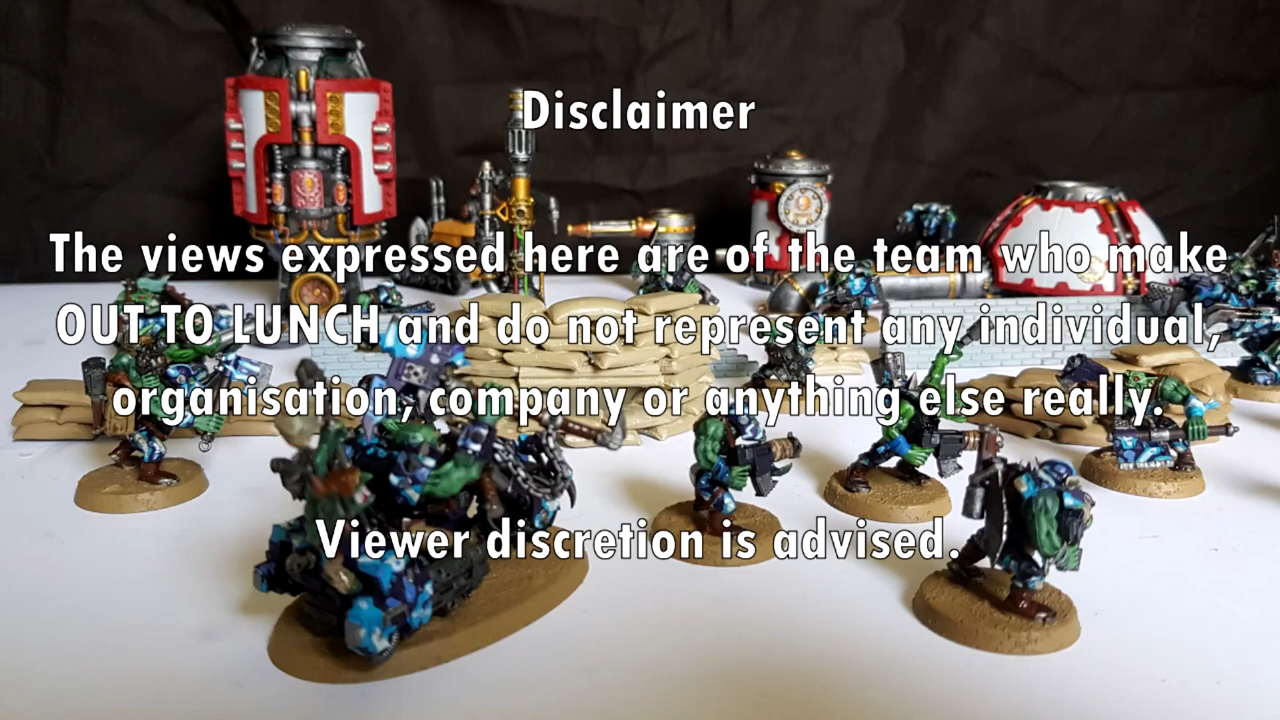 Disclaimer
The views expressed here are of the team who make
OUT TO LUNCH and do not represent any individual,
organisation, company or anything else really.
Viewer discretion is advised.